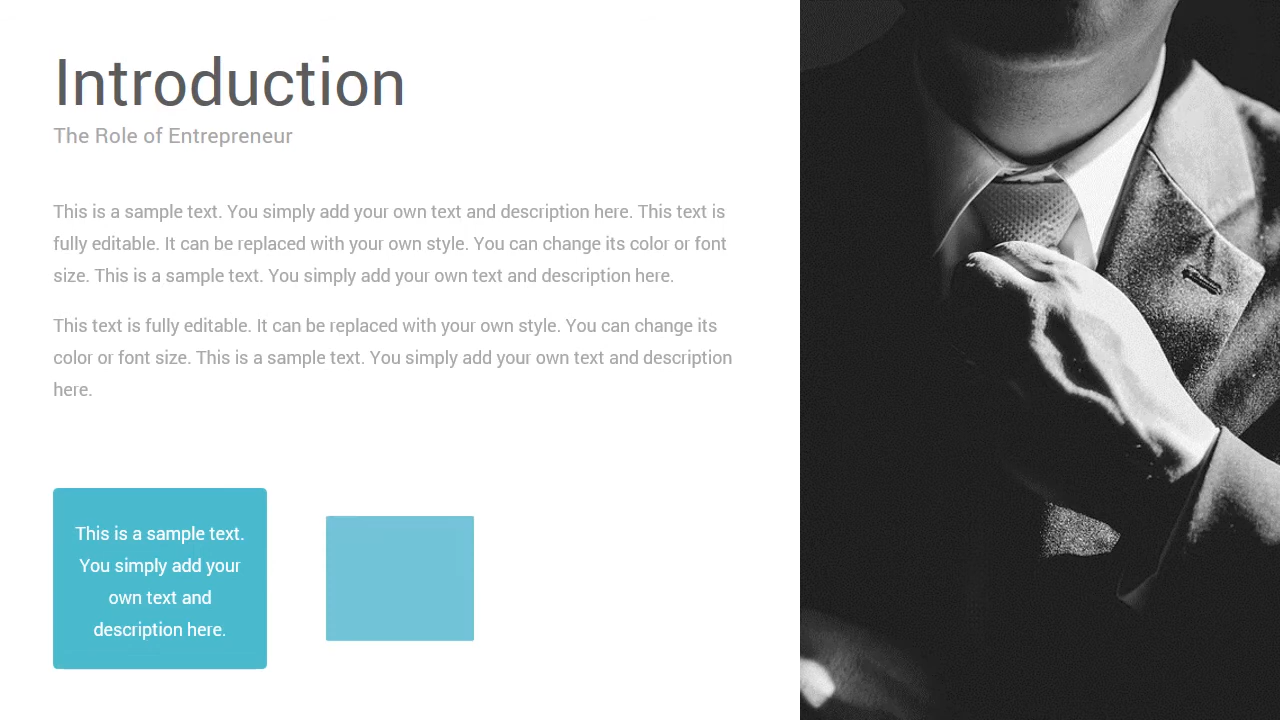 Introduction
The Role of Entrepreneur
This is a sample text. You simply add your own text and description here. This text is
fully editable. It can be replaced with your own style. You can change its color or font
size. This is a sample text. You simply add your own text and description here.
This text is fully editable. It can be replaced with your own style. You can change its
color or font size. This is a sample text. You simply add your own text and description
here.
This is a sample text.
You simply add your
own text and
description here.